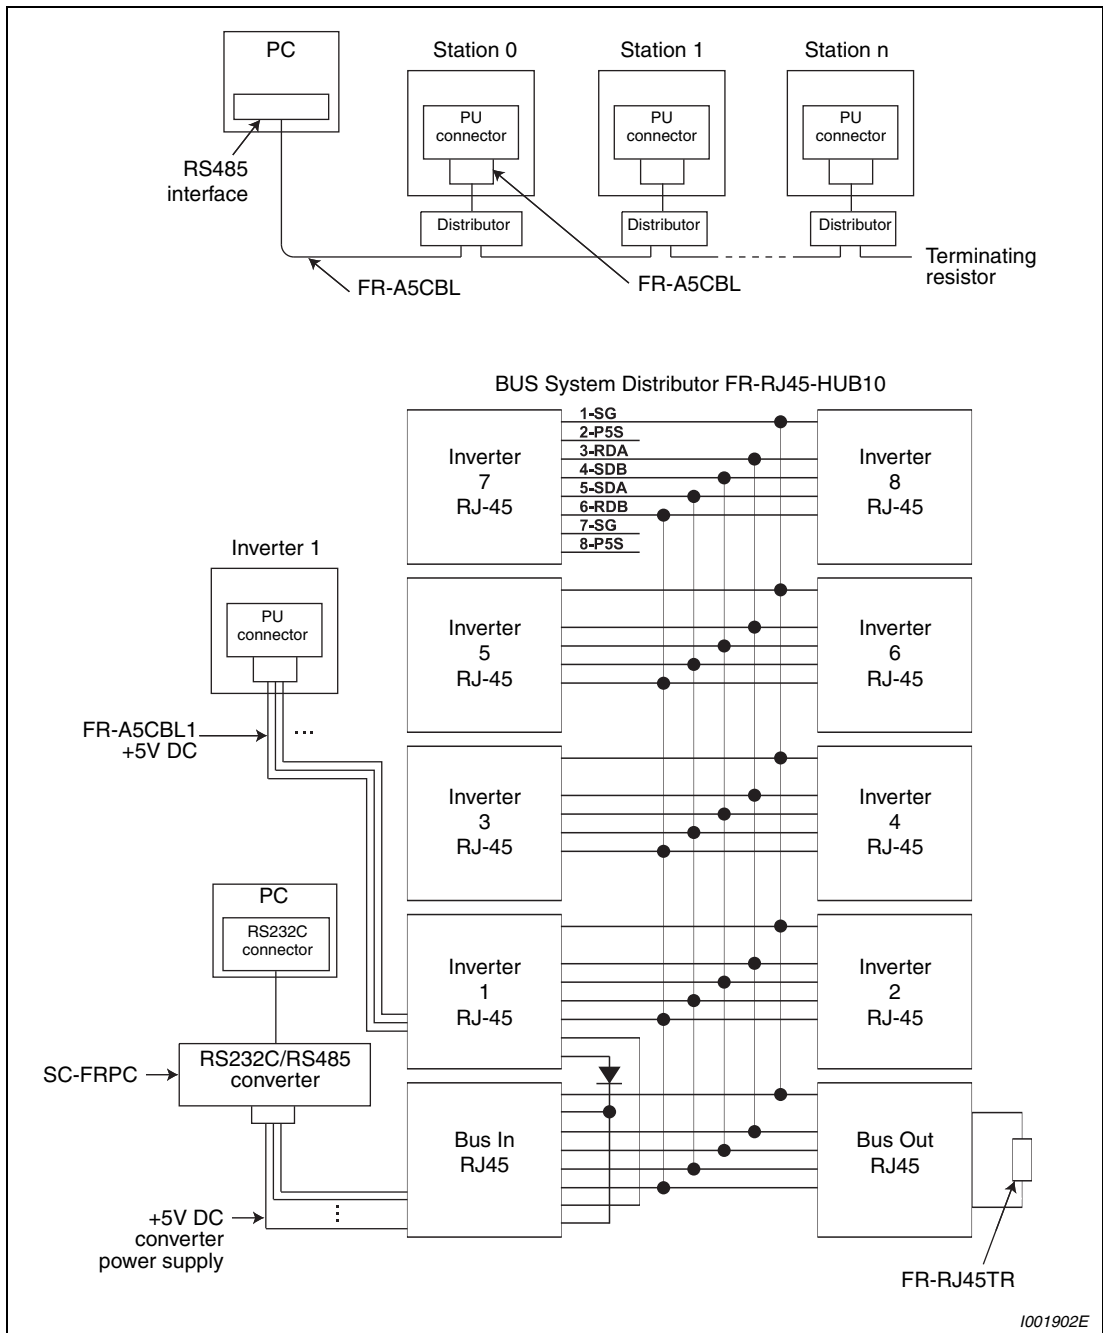 PC
Station 0
Station 1
Station n
PU
connector
PU
connector
PU
connector
RS485
interface
Distributor
Distributor
Distributor
Terminating
resistor
FR-A5CBL
FR-A5CBL
BUS System Distributor FR-RJ45-HUB10
Inverter
7
RJ-45
1-SG
2-P5S
3-RDA
4-SDB
5-SDA
6-RDB
7-SG
8-P5S
Inverter
8
RJ-45
Inverter 1
PU
connector
Inverter
5
RJ-45
Inverter
6
RJ-45
FR-A5CBL1
+5V DC
...
Inverter
3
RJ-45
Inverter
4
RJ-45
PC
RS232C
connector
Inverter
1
RJ-45
Inverter
2
RJ-45
SC-FRPC
RS232C/RS485
converter
Bus In
RJ45
Bus Out
RJ45
+5V DC
converter
power supply
FR-RJ45TR
I001902E